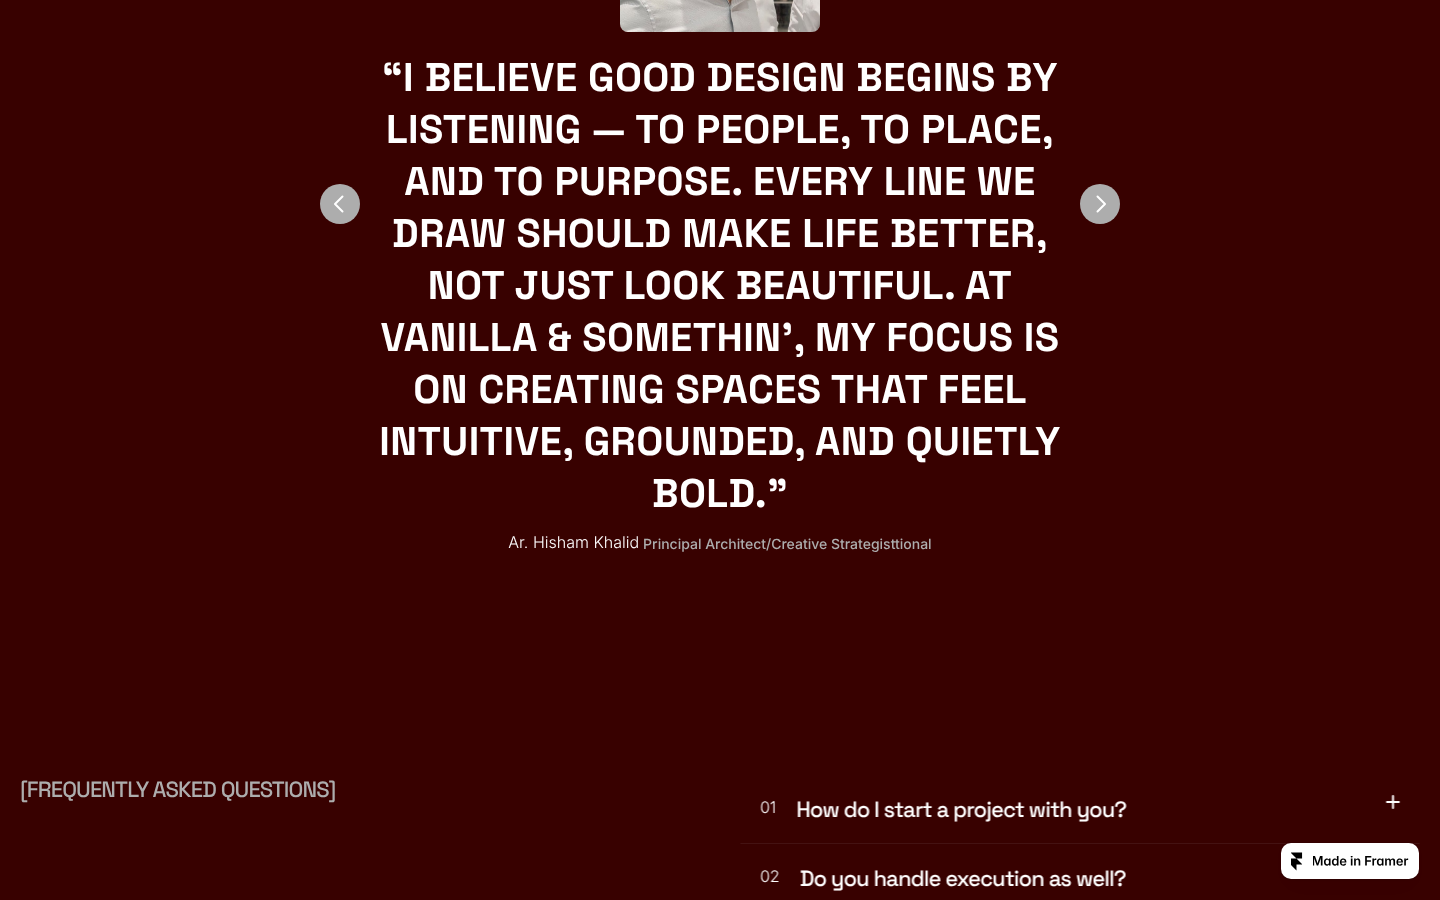 “I BELIEVE GOOD DESIGN BEGINS BY
LISTENING — TO PEOPLE, TO PLACE,
AND TO PURPOSE. EVERY LINE WE
DRAW SHOULD MAKE LIFE BETTER,
NOT JUST LOOK BEAUTIFUL. AT
VANILLA & SOMETHIN’, MY FOCUS IS
ON CREATING SPACES THAT FEEL
INTUITIVE, GROUNDED, AND QUIETLY
BOLD.”
Ar. Hisham Khalid Principal Architect/Creative Strategisttional
[FREQUENTLY ASKED QUESTIONS]
01 How do I start a project with you? +
02 Do you handle execution as well?
Made in Framer